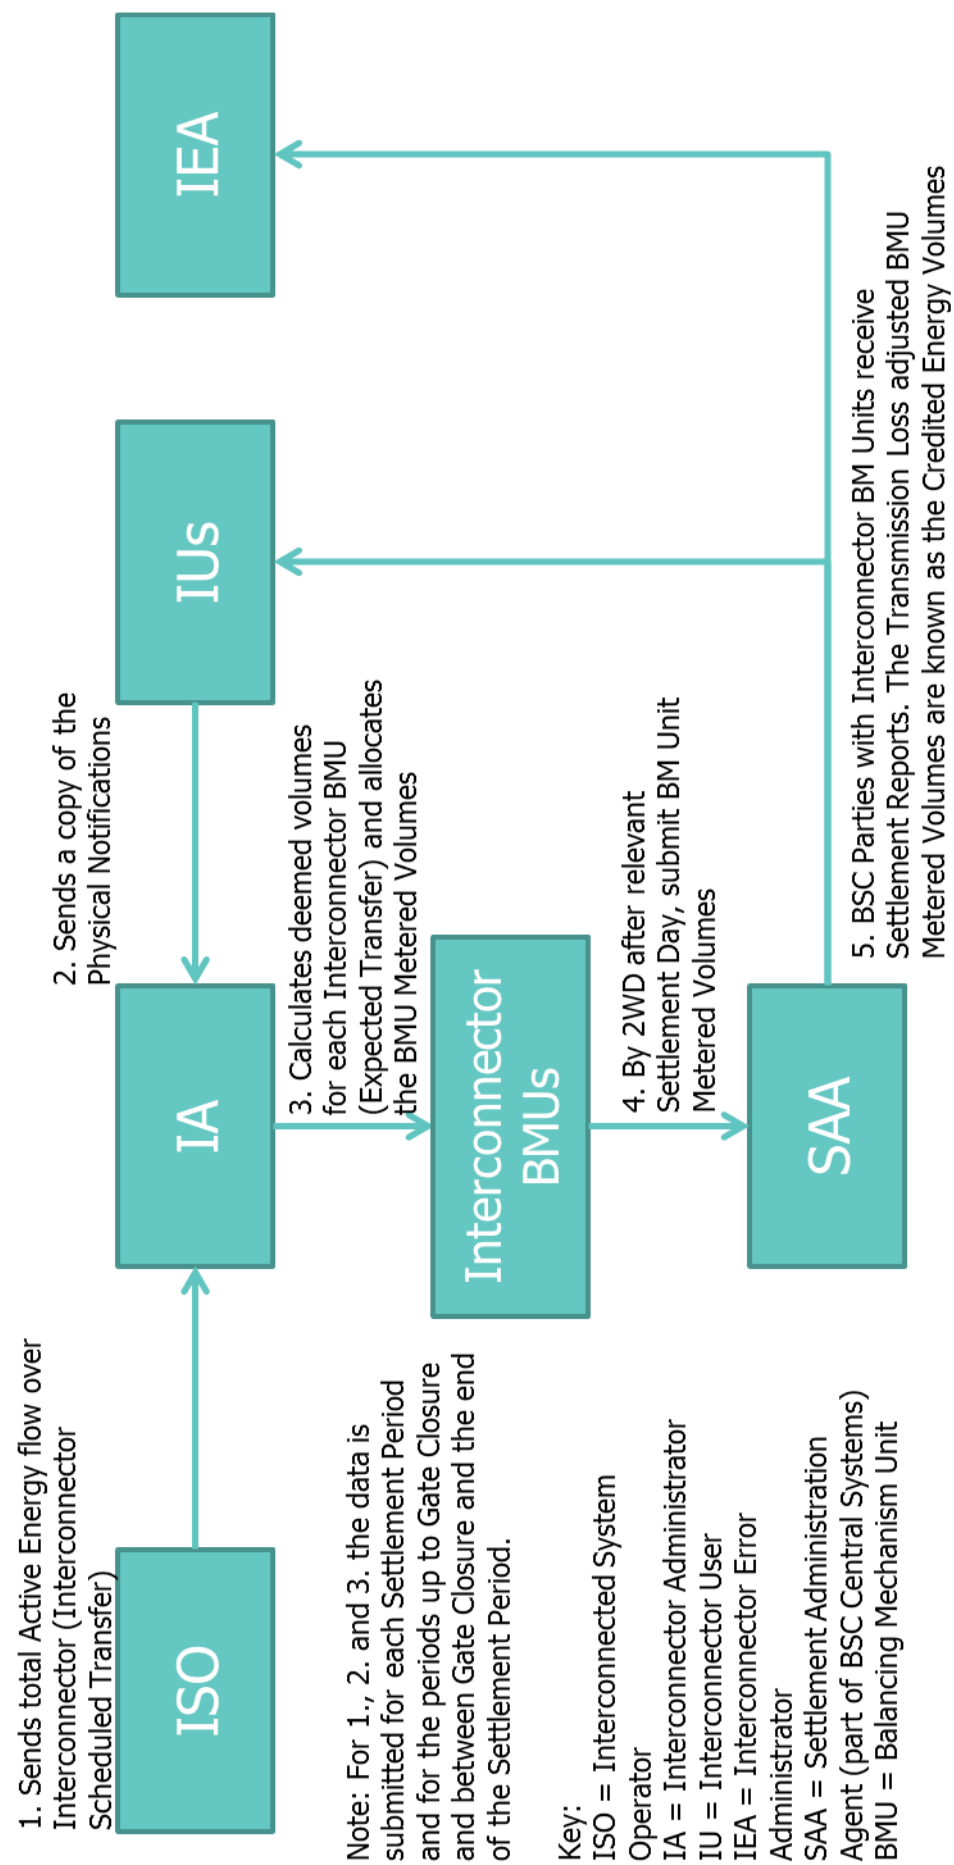 1. Sends total Active Energy flow over
Interconnector (Interconnector
Scheduled Transfer)
2. Sends a copy of the
Physical Notifications
ISO
IA
IUs
IEA
Note: For 1., 2. and 3. the data is
submitted for each Settlement Period
and for the periods up to Gate Closure
and between Gate Closure and the end
of the Settlement Period.
3. Calculates deemed volumes
for each Interconnector BMU
(Expected Transfer) and allocates
the BMU Metered Volumes
Interconnector
BMUs
Key:
ISO = Interconnected System
Operator
IA = Interconnector Administrator
IU = Interconnector User
IEA = Interconnector Error
Administrator
SAA = Settlement Administration
Agent (part of BSC Central Systems)
BMU = Balancing Mechanism Unit
4. By 2WD after relevant
Settlement Day, submit BM Unit
Metered Volumes
SAA
5. BSC Parties with Interconnector BM Units receive
Settlement Reports. The Transmission Loss adjusted BMU
Metered Volumes are known as the Credited Energy Volumes